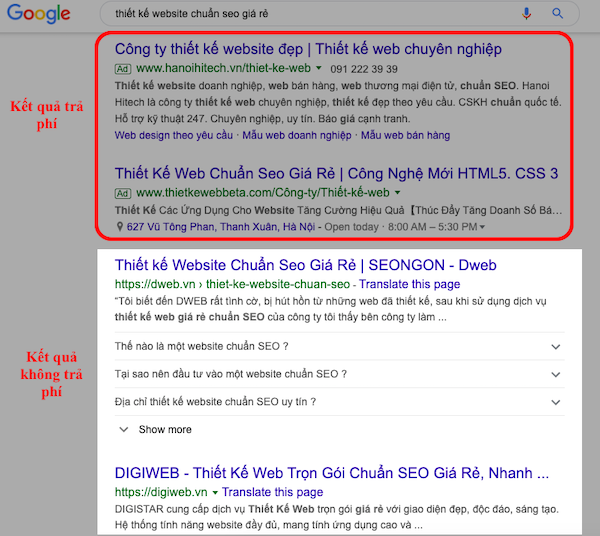 Google
thiết kế website chuẩn seo giá rẻ
Kết quả trả
phí
Công ty thiết kế website đẹp | Thiết kế web chuyên nghiệp
Ad www.hanoihitech.vn/thiet-ke-web 091 222 39 39
Thiết kế website doanh nghiệp, web bán hàng, web thương mại điện tử, chuẩn SEO. Hanoi
Hitech là công ty thiết kế web chuyên nghiệp, thiết kế đẹp theo yêu cầu. CSKH chuẩn quốc tế.
Hỗ trợ kỹ thuật 247. Chuyên nghiệp, uy tín. Báo giá cạnh tranh.
Web design theo yêu cầu · Mẫu web doanh nghiệp · Mẫu web bán hàng
Thiết Kế Web Chuẩn Seo Giá Rẻ | Công Nghệ Mới HTML5. CSS 3
Ad www.thietkewebbeta.com/Công-ty/Thiết-kế-web
Thiết Kế Các Ứng Dụng Cho Website Tăng Cường Hiệu Quả【Thúc Đẩy Tăng Doanh Số Bá...
627 Vũ Tông Phan, Thanh Xuân, Hà Nội - Open today · 8:00 AM – 5:30 PM
Kết quả
không trả
phí
Thiết kế Website Chuẩn Seo Giá Rẻ | SEONGON - Dweb
https://dweb.vn › thiet-ke-website-chuan-seo - Translate this page
"Tôi biết đến DWEB rất tình cờ, bị hút hồn từ những web đã thiết kế, sau khi sử dụng dịch vụ
thiết kế web giá rẻ chuẩn SEO của công ty tôi thấy bên công ty làm ...
Thế nào là một website chuẩn SEO ?
Tại sao nên đầu tư vào một website chuẩn SEO ?
Địa chỉ thiết kế website chuẩn SEO uy tín ?
Show more
DIGIWEB - Thiết Kế Web Trọn Gói Chuẩn SEO Giá Rẻ, Nhanh ...
https://digiweb.vn Translate this page
DIGISTAR cung cấp dịch vụ Thiết Kế Web trọn gói giá rẻ với giao diện đẹp, độc đáo, sáng tạo.
Hệ thống tính năng website đầy đủ, mang tính ứng dụng cao và ...